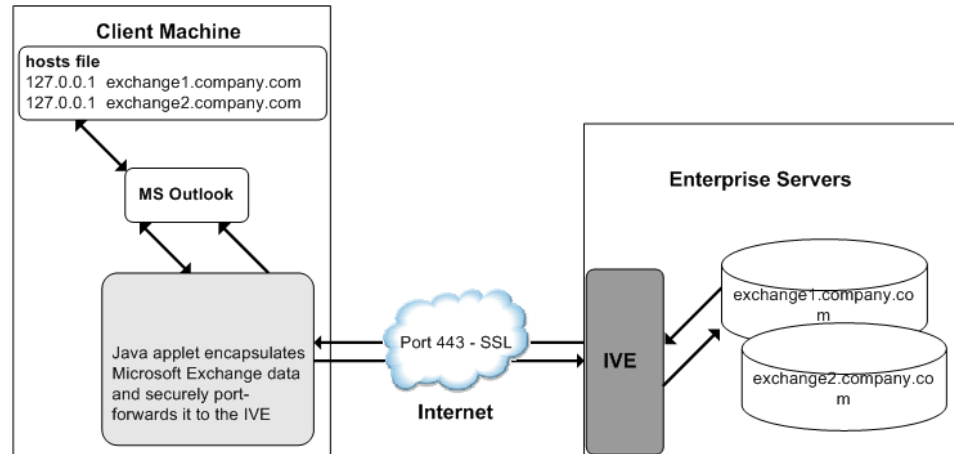 Client Machine
hosts file
127.0.0.1 exchange1.company.com
127.0.0.1 exchange2.company.com
MS Outlook
Java applet encapsulates
Microsoft Exchange data
and securely port-
forwards it to the IVE
Port 443 - SSL
Internet
Enterprise Servers
IVE
exchange1.company.co
m
exchange2.company.co
m